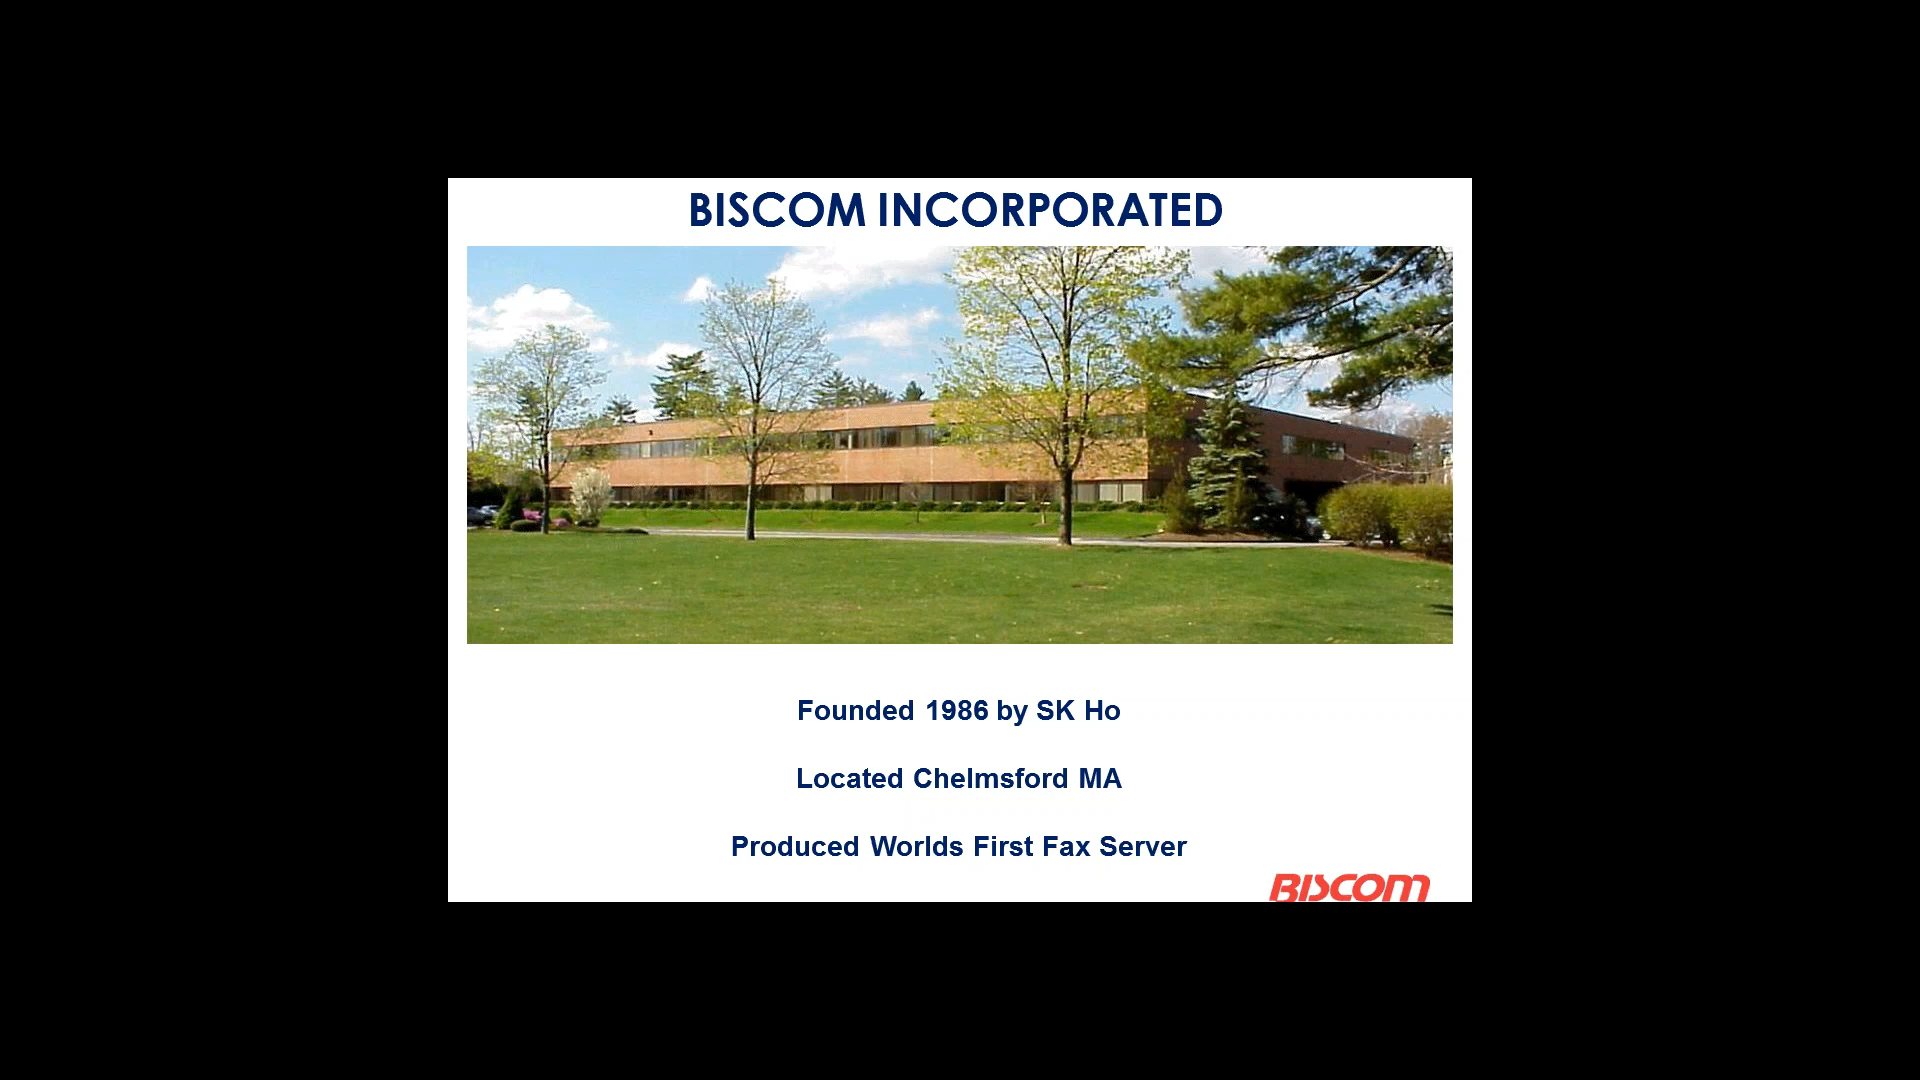 BISCOM INCORPORATED
Founded 1986 by SK Ho
Located Chelmsford MA
Produced Worlds First Fax Server
BISCOM